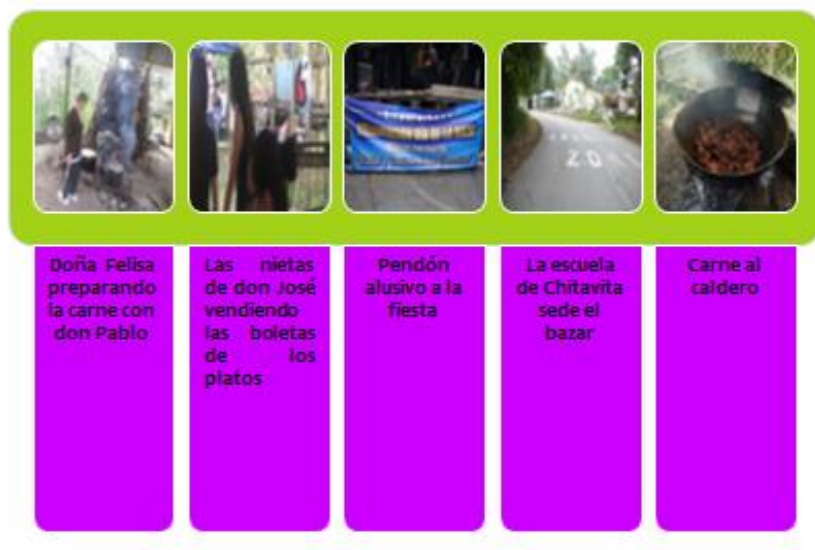 Doña Felisa
preparando
la carne con
don Pablo
Las nietas
de don José
vendiendo
las boletas
de los
platos
Pendón
alusivo a la
fiesta
La escuela
de Chitavita
sede el
bazar
Carne al
caldero